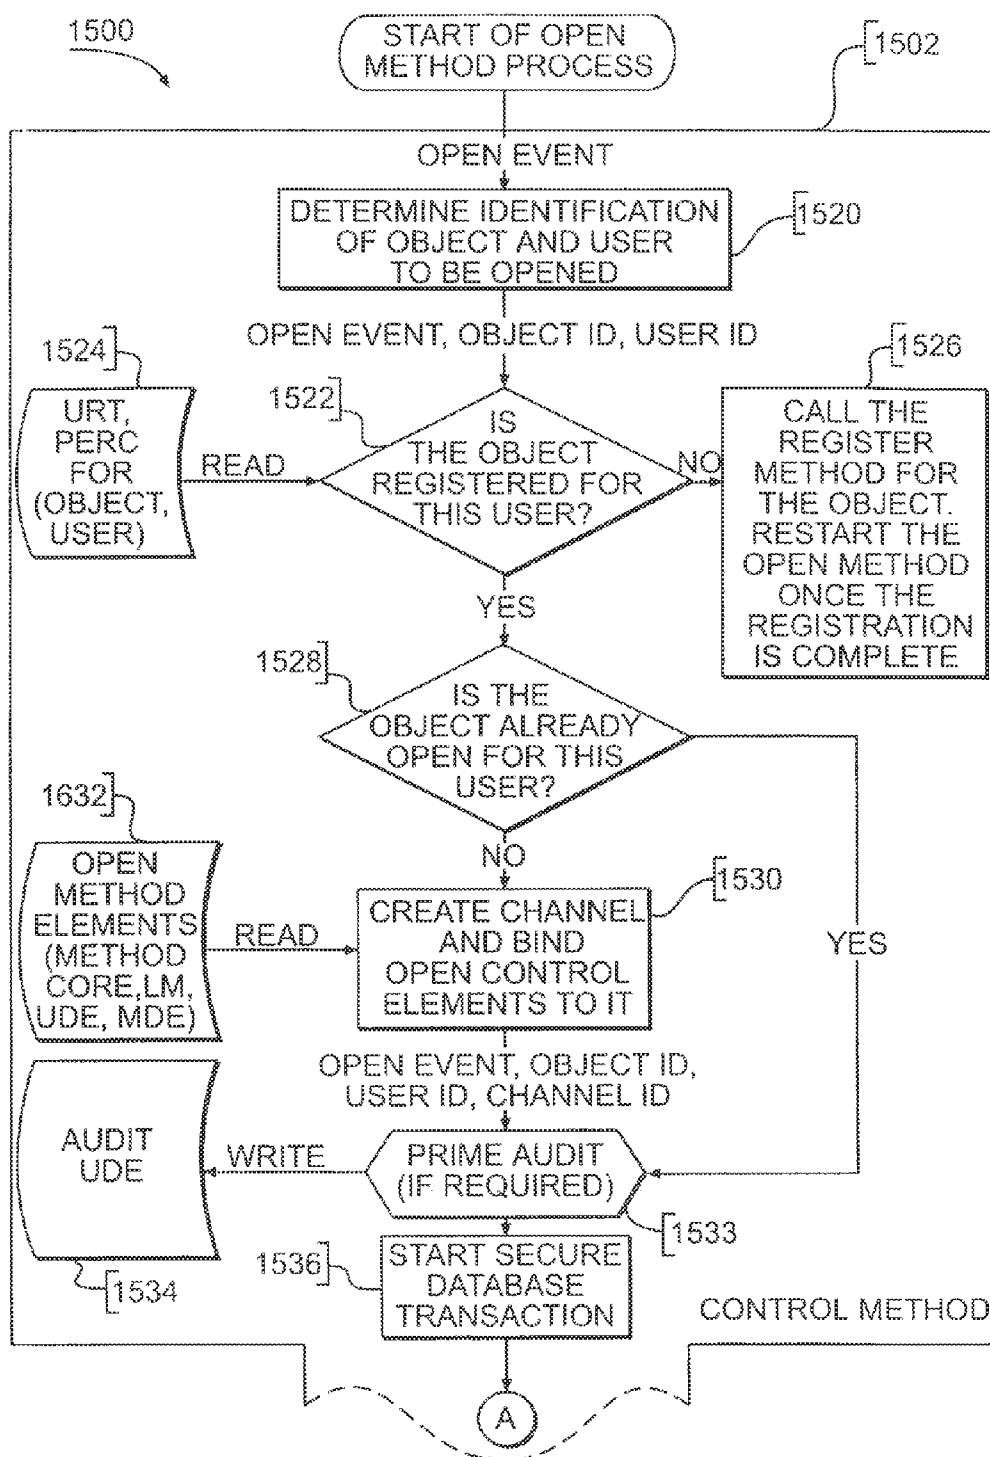 1500
START OF OPEN
METHOD PROCESS
1502
OPEN EVENT
DETERMINE IDENTIFICATION
OF OBJECT AND USER
TO BE OPENED
1520
OPEN EVENT, OBJECT ID, USER ID
1524
URT,
PERC
FOR
(OBJECT,
USER)
READ
1522
IS
THE OBJECT
REGISTERED FOR
THIS USER?
NO
1526
CALL THE
REGISTER
METHOD FOR
THE OBJECT.
RESTART THE
OPEN METHOD
ONCE THE
REGISTRATION
IS COMPLETE
YES
1528
IS THE
OBJECT ALREADY
OPEN FOR THIS
USER?
YES
NO
1632
OPEN
METHOD
ELEMENTS
(METHOD
CORE,LM,
UDE, MDE)
READ
1530
CREATE CHANNEL
AND BIND
OPEN CONTROL
ELEMENTS TO IT
OPEN EVENT, OBJECT ID,
USER ID, CHANNEL ID
AUDIT
UDE
1534
WRITE
PRIME AUDIT
(IF REQUIRED)
1533
1536
START SECURE
DATABASE
TRANSACTION
CONTROL METHOD
A